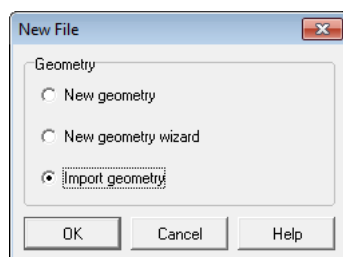 New File
Geometry
New geometry
New geometry wizard
Import geometry
OK Cancel Help